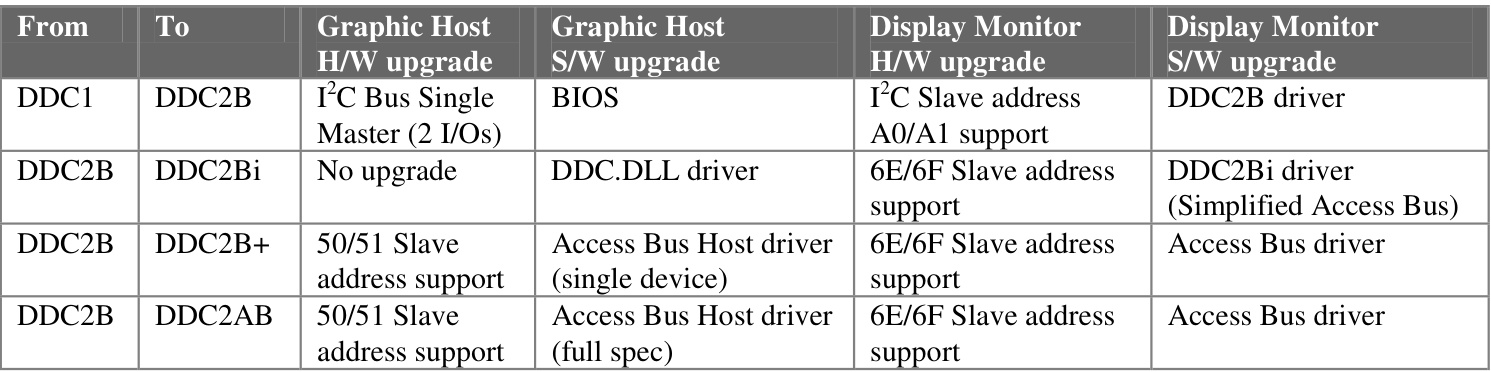 From To Graphic Host Graphic Host Display Monitor Display Monitor
H/W upgrade S/W upgrade H/W upgrade S/W upgrade
DDC1 DDC2B I²C Bus Single BIOS I²C Slave address DDC2B driver
Master (2 I/Os) A0/A1 support
DDC2B DDC2Bi No upgrade DDC.DLL driver 6E/6F Slave address DDC2Bi driver
support (Simplified Access Bus)
DDC2B DDC2B+ 50/51 Slave Access Bus Host driver 6E/6F Slave address Access Bus driver
address support (single device) support
DDC2B DDC2AB 50/51 Slave Access Bus Host driver 6E/6F Slave address Access Bus driver
address support (full spec) support